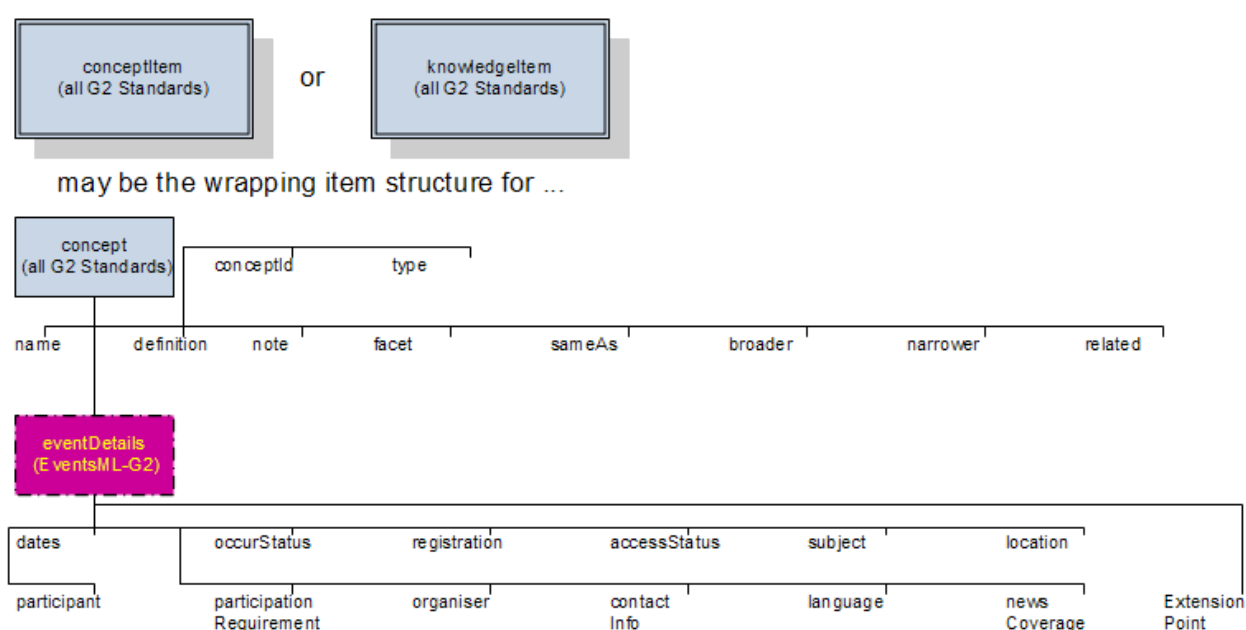 conceptItem
(all G2 Standards)
or
knowledgeItem
(all G2 Standards)
may be the wrapping item structure for ...
concept
(all G2 Standards)
conceptId type
name definition note facet sameAs broader narrower related
eventDetails
(EventsML-G2)
dates occurStatus registration accessStatus subject location
participant participation organiser contact language news Extension
Requirement Info Coverage Point